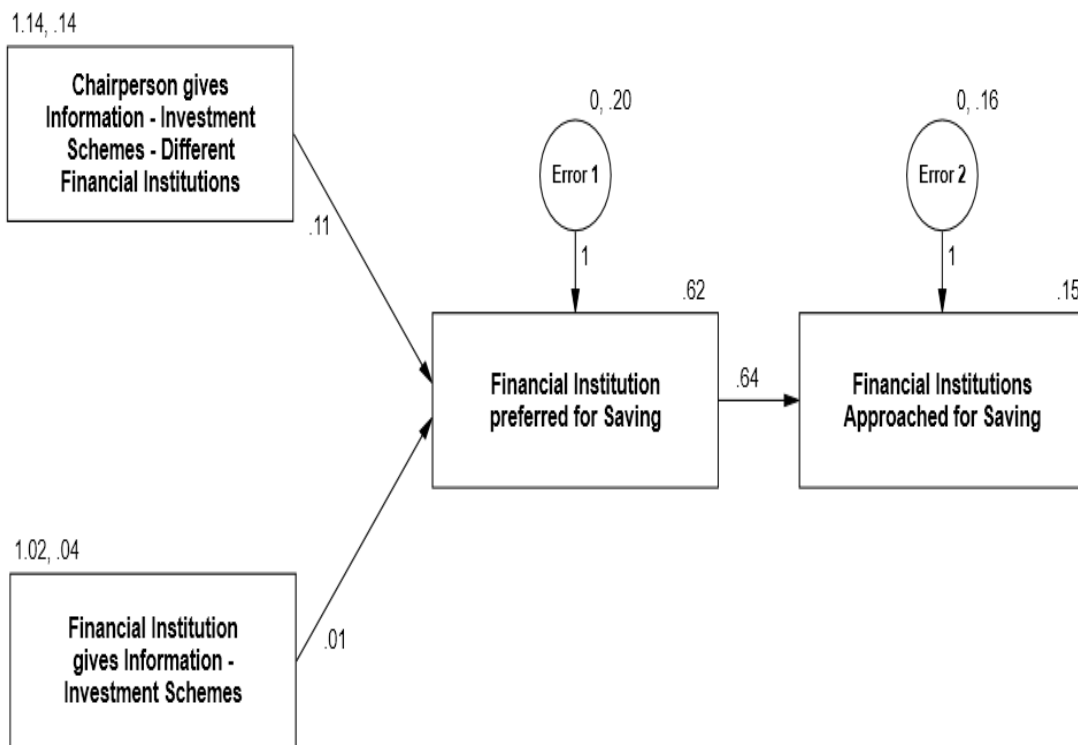 1.14, .14
Chairperson gives
Information - Investment
Schemes - Different
Financial Institutions
.11
0, .20
Error 1
1
0, .16
Error 2
1
.62
Financial Institution
preferred for Saving
.64
.15
Financial Institutions
Approached for Saving
1.02, .04
Financial Institution
gives Information -
Investment Schemes
.01